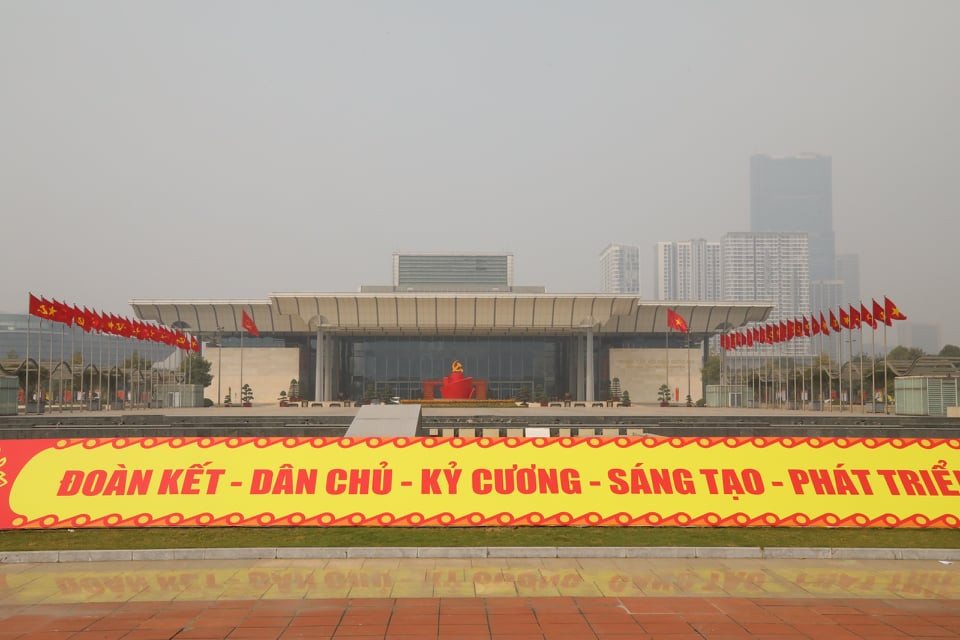 ĐOÀN KẾT - DÂN CHỦ - KỶ CƯƠNG - SÁNG TẠO - PHÁT TRIỂ